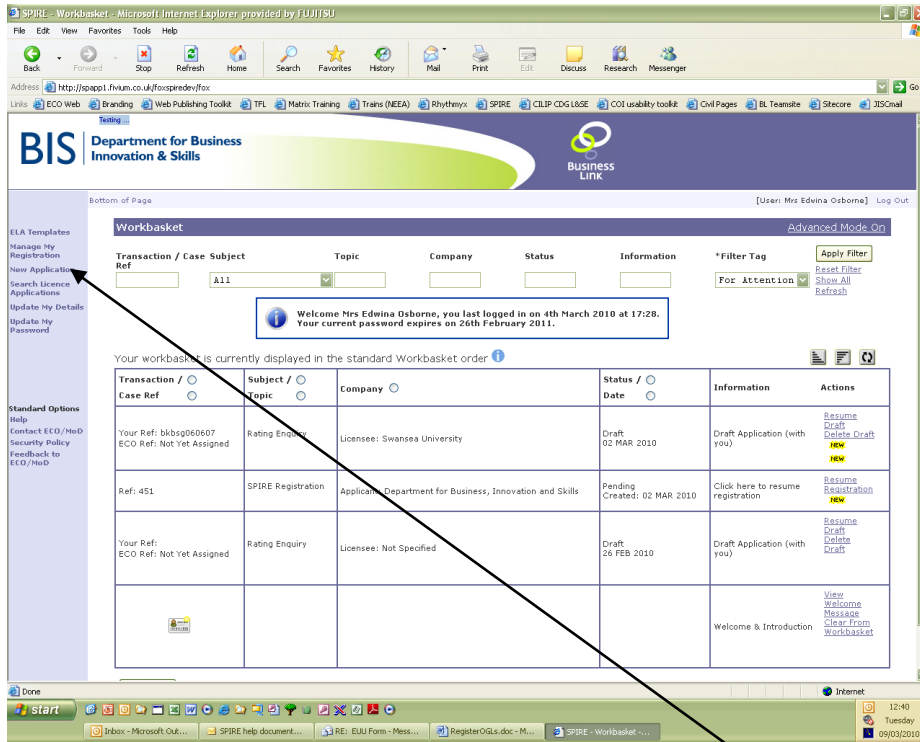 SPIRE - Workbasket - Microsoft Internet Explorer provided by FUJITSU
File Edit View Favorites Tools Help
Back Forward Stop Refresh Home Search Favorites History Mail Print Edit Discuss Research Messenger
Address http://spapp1.fivium.co.uk/foxspiredev/fox Go
Links ECO Web Branding Web Publishing Toolkit TFL Matrix Training Trains (NEEA) Rhythmyx SPIRE CILIP CDG L&SE COI usability toolkit Civil Pages BL Teamsite Sitecore JISCmail
Testing ...
BIS Department for Business
Innovation & Skills
Business
Link
Bottom of Page [User: Mrs Edwina Osborne] Log Out
ELA Templates
Manage My
Registration
New Application
Search Licence
Applications
Update My Details
Update My
Password
Standard Options
Help
Contact ECO/MoD
Security Policy
Feedback to
ECO/MoD
Workbasket Advanced Mode On
Transaction / Case Subject Topic Company Status Information *Filter Tag Apply Filter
Ref
All For Attention
Reset Filter
Show All
Refresh
Welcome Mrs Edwina Osborne, you last logged in on 4th March 2010 at 17:28.
Your current password expires on 26th February 2011.
Your workbasket is currently displayed in the standard Workbasket order
Transaction / Subject / Company Status / Information Actions
Case Ref Topic Date
Your Ref: bkbsg060607
ECO Ref: Not Yet Assigned
Rating Enquiry
Licensee: Swansea University
Draft
02 MAR 2010
Draft Application (with
you)
Resume
Draft
Delete Draft
NEW
NEW
Ref: 451
SPIRE Registration
Applicant: Department for Business, Innovation and Skills
Pending
Created: 02 MAR 2010
Click here to resume
registration
Resume
Registration
NEW
Your Ref:
ECO Ref: Not Yet Assigned
Rating Enquiry
Licensee: Not Specified
Draft
26 FEB 2010
Draft Application (with
you)
Resume
Draft
Delete
Draft
Welcome & Introduction
View
Welcome
Message
Clear From
Workbasket
Done Internet
start 12:40
Tuesday
09/03/2010
Inbox - Microsoft Out... SPIRE help document... RE: EUU Form - Mess... RegisterOGLs.doc - M... SPIRE - Workbasket -...